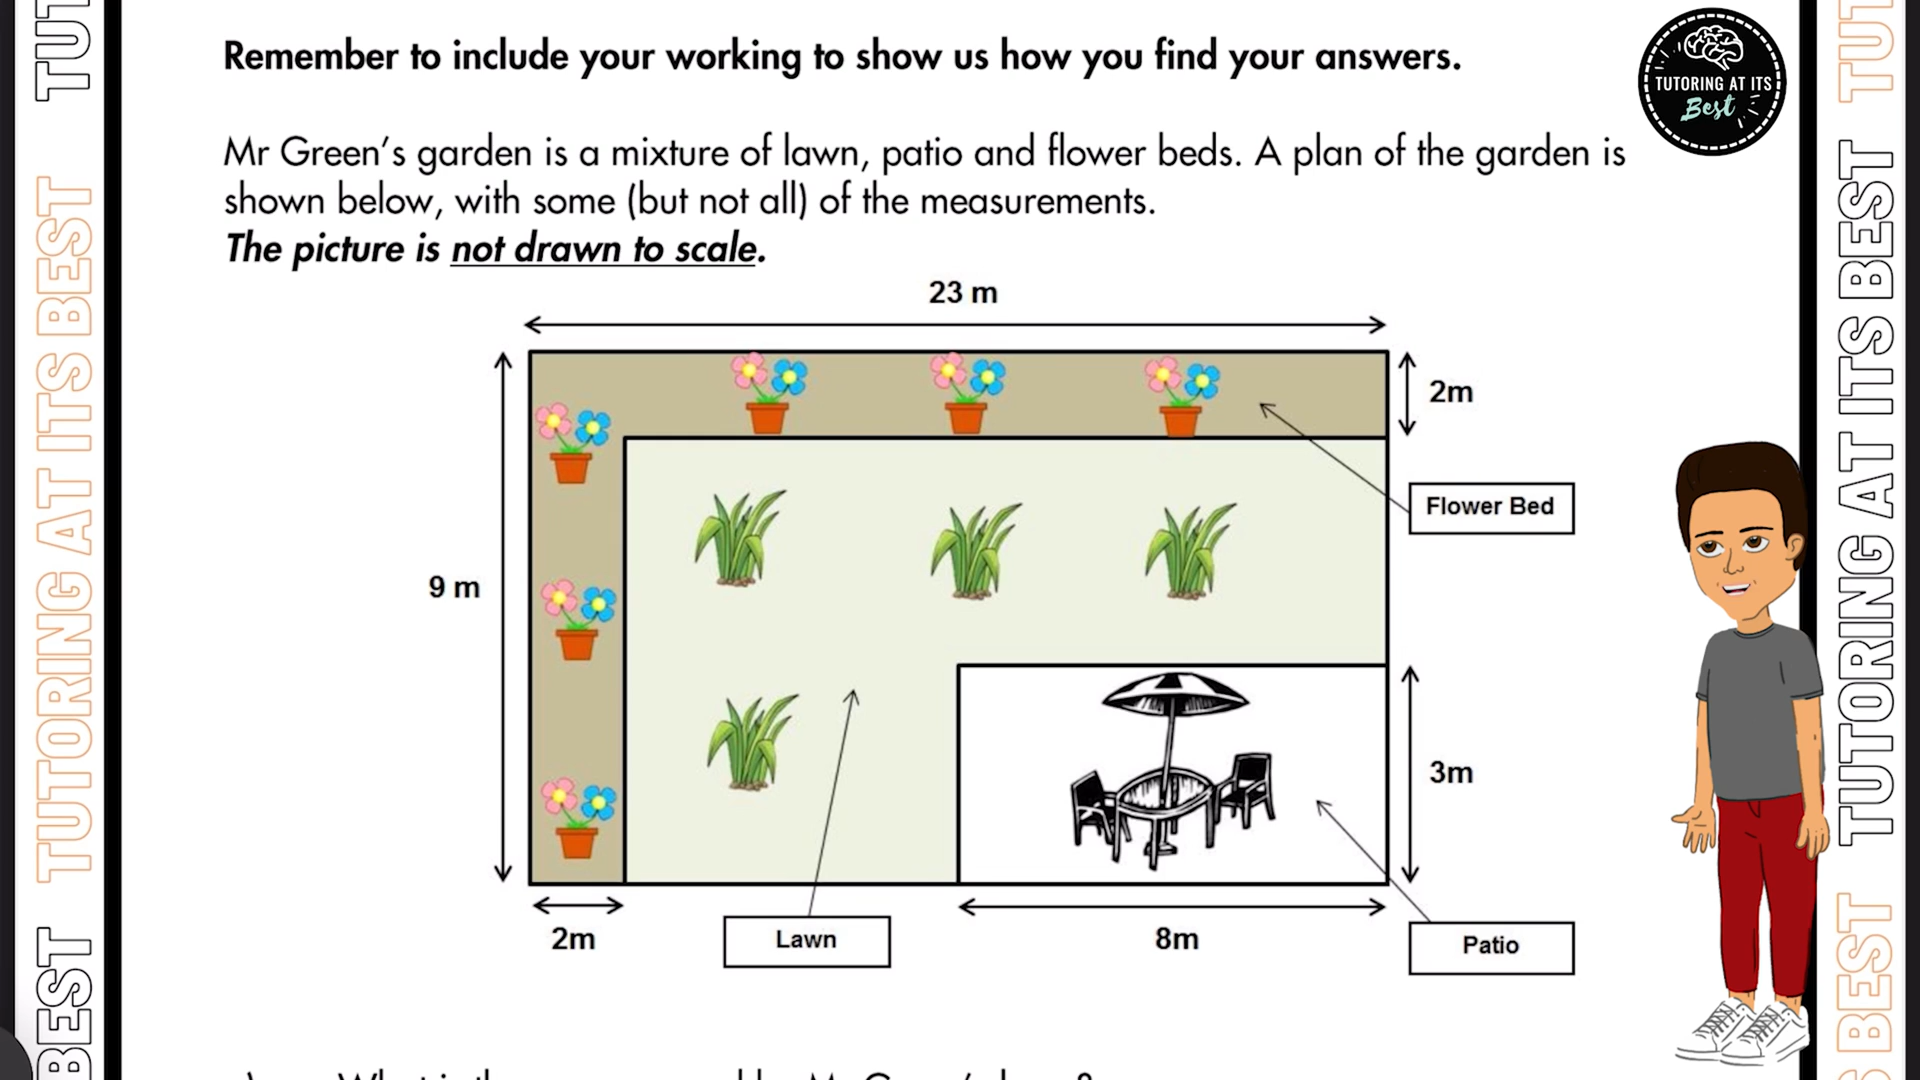 Remember to include your working to show us how you find your answers.
TUTORING AT ITS
Best
Mr Green’s garden is a mixture of lawn, patio and flower beds. A plan of the garden is
shown below, with some (but not all) of the measurements.
The picture is not drawn to scale.
23 m
2m
Flower Bed
9 m
3m
2m
Lawn
8m
Patio
TUTORING AT ITS BEST
BEST
TUTORING AT ITS BEST
BEST